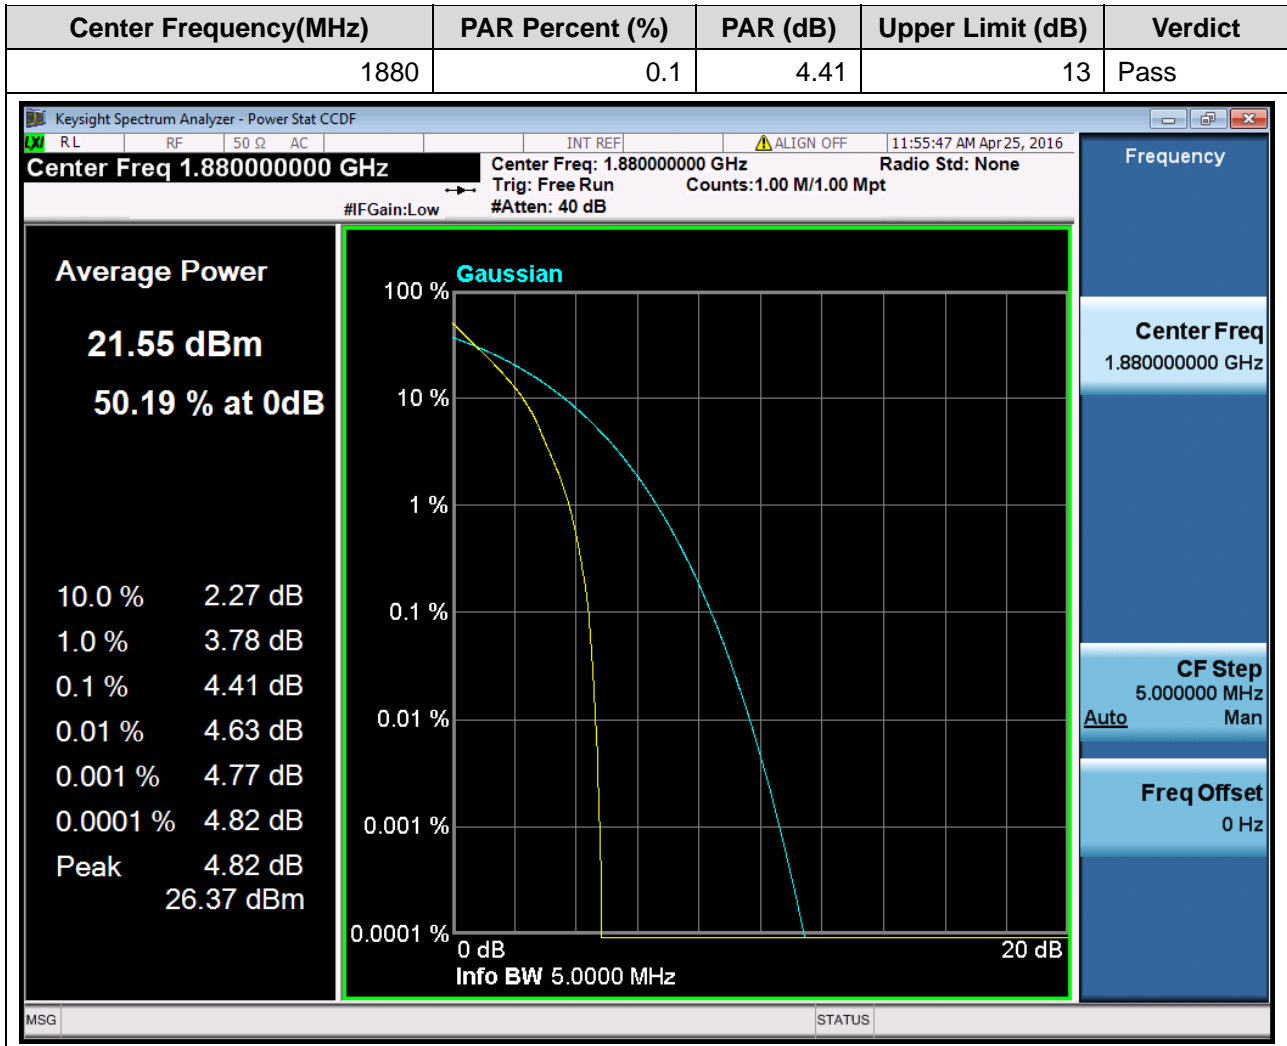 Center Frequency(MHz) PAR Percent (%) PAR (dB) Upper Limit (dB) Verdict
1880 0.1 4.41 13 Pass
Keysight Spectrum Analyzer - Power Stat CCDF
LXI RL RF 50 Ω AC INT REF ALIGN OFF 11:55:47 AM Apr 25, 2016
Center Freq 1.880000000 GHz
Center Freq: 1.880000000 GHz Radio Std: None
Trig: Free Run Counts:1.00 M/1.00 Mpt
#IFGain:Low #Atten: 40 dB
Average Power
21.55 dBm
50.19 % at 0dB
10.0 % 2.27 dB
1.0 % 3.78 dB
0.1 % 4.41 dB
0.01 % 4.63 dB
0.001 % 4.77 dB
0.0001 % 4.82 dB
Peak 4.82 dB
26.37 dBm
Gaussian
100 %
10 %
1 %
0.1 %
0.01 %
0.001 %
0.0001 %
0 dB 20 dB
Info BW 5.0000 MHz
Frequency
Center Freq
1.880000000 GHz
CF Step
5.000000 MHz
Auto Man
Freq Offset
0 Hz
MSG STATUS